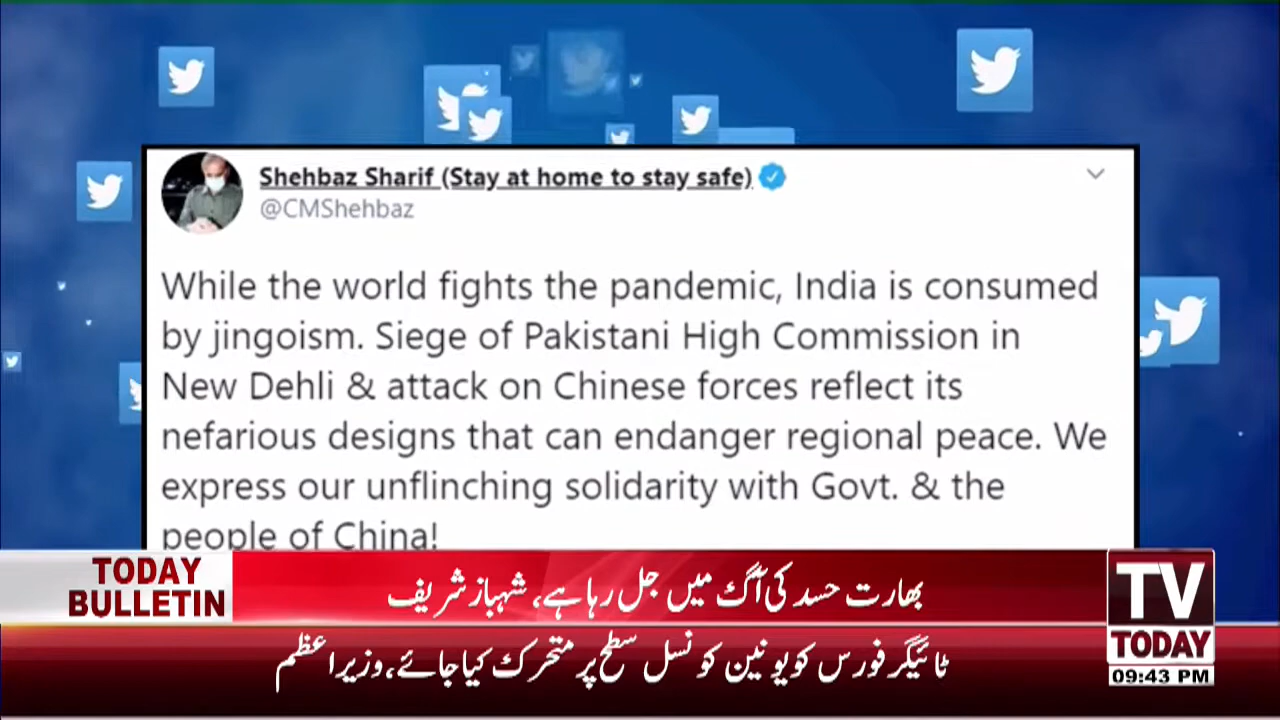 Shehbaz Sharif (Stay at home to stay safe)
@CMShehbaz
While the world fights the pandemic, India is consumed
by jingoism. Siege of Pakistani High Commission in
New Dehli & attack on Chinese forces reflect its
nefarious designs that can endanger regional peace. We
express our unflinching solidarity with Govt. & the
people of China!
TODAY
BULLETIN
بھارت حسد کی آگ میں جل رہا ہے، شہباز شریف
ٹائیگر فورس کو یونین کونسل سطح پر متحرک کیا جائے، وزیراعظم
TV
TODAY
09:43 PM